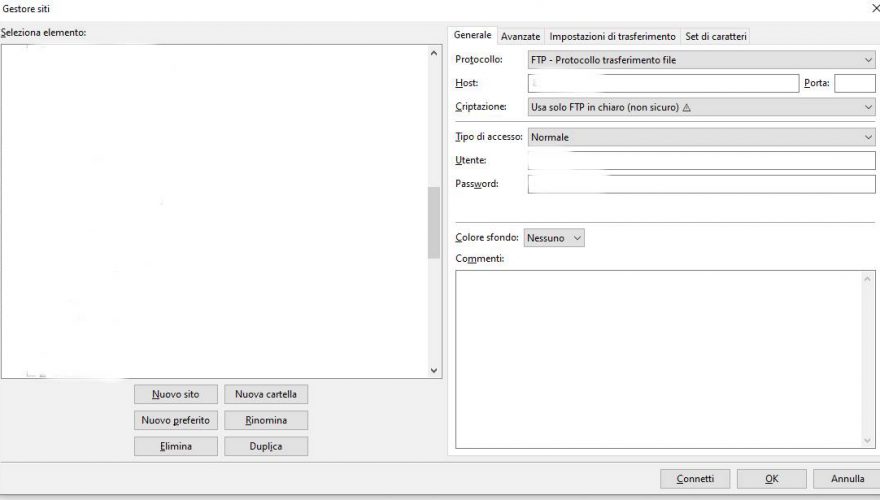 Gestore siti
Seleziona elemento:
Nuovo sito
Nuova cartella
Nuovo preferito
Rinomina
Elimina
Duplica
Generale
Avanzate
Impostazioni di trasferimento
Set di caratteri
Protocollo:
FTP - Protocollo trasferimento file
Host:
Porta:
Criptazione:
Usa solo FTP in chiaro (non sicuro) ⚠
Tipo di accesso:
Normale
Utente:
Password:
Colore sfondo:
Nessuno
Commenti:
Connetti
OK
Annulla